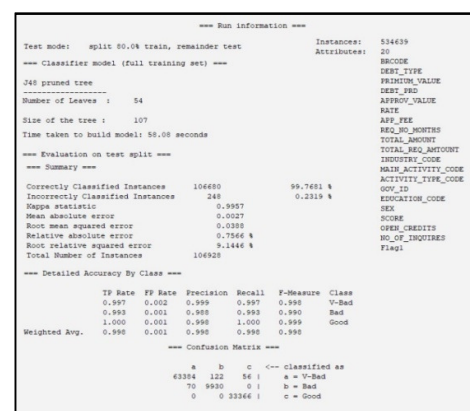 === Run information ===
Test mode: split 80.0% train, remainder test
=== Classifier model (full training set) ===
J48 pruned tree
------------------
Number of Leaves : 54
Size of the tree : 107
Time taken to build model: 58.08 seconds
=== Evaluation on test split ===
=== Summary ===
Correctly Classified Instances 106680 99.7681 %
Incorrectly Classified Instances 248 0.2319 %
Kappa statistic 0.9957
Mean absolute error 0.0027
Root mean squared error 0.0388
Relative absolute error 0.7566 %
Root relative squared error 9.1446 %
Total Number of Instances 106928
=== Detailed Accuracy By Class ===
TP Rate FP Rate Precision Recall F-Measure Class
0.997 0.002 0.999 0.997 0.998 V-Bad
0.993 0.001 0.988 0.993 0.990 Bad
1.000 0.001 0.998 1.000 0.999 Good
Weighted Avg. 0.998 0.001 0.998 0.998 0.998
=== Confusion Matrix ===
a b c <-- classified as
63384 122 56 | a = V-Bad
70 9930 0 | b = Bad
0 0 33366 | c = Good
Instances: 534639
Attributes: 20
BRCODE
DEBT_TYPE
PRIMIUM_VALUE
DEBT_PRD
APPROV_VALUE
RATE
APP_FEE
REQ_NO_MONTHS
TOTAL_AMOUNT
TOTAL_REQ_AMTOUNT
INDUSTRY_CODE
MAIN_ACTIVITY_CODE
ACTIVITY_TYPE_CODE
GOV_ID
EDUCATION_CODE
SEX
SCORE
OPEN_CREDITS
NO_OF_INQUIRES
Flag1